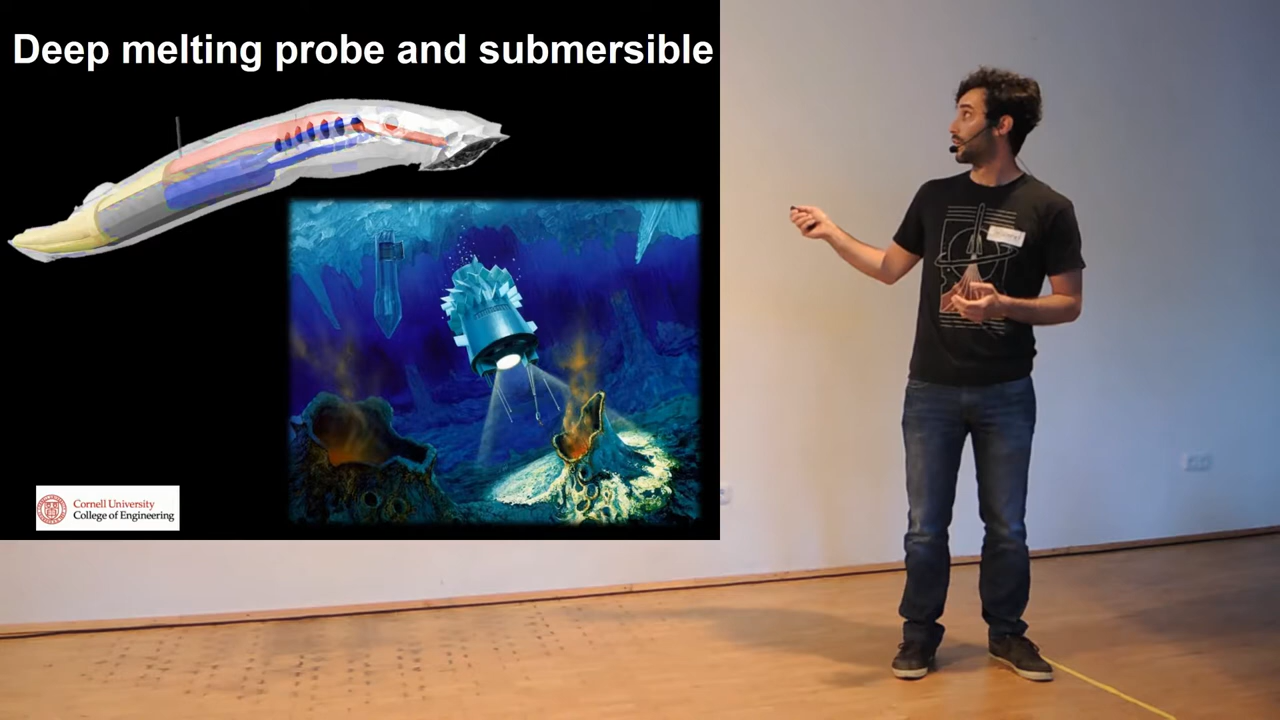 Deep melting probe and submersible
Cornell University
College of Engineering